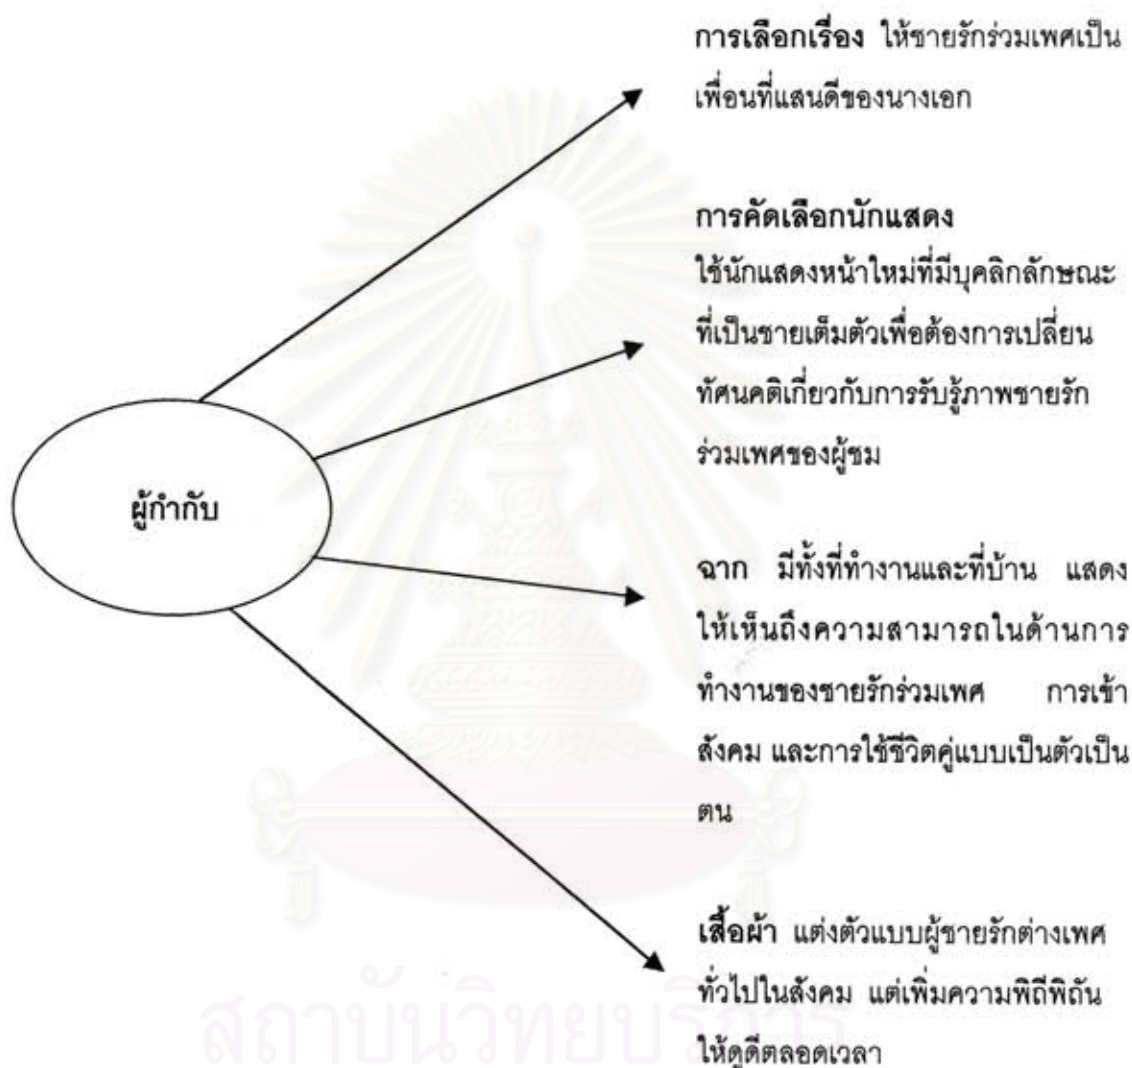 การเลือกเรื่อง ให้ชายรักร่วมเพศเป็น
เพื่อนที่แสนดีของนางเอก
การคัดเลือกนักแสดง
ใช้นักแสดงหน้าใหม่ที่มีบุคลิกลักษณะ
ที่เป็นชายเต็มตัวเพื่อต้องการเปลี่ยน
ทัศนคติเกี่ยวกับการรับรู้ภาพชายรัก
ร่วมเพศของผู้ชม
ผู้กำกับ
ฉาก มีทั้งที่ทำงานและที่บ้าน แสดง
ให้เห็นถึงความสามารถในด้านการ
ทำงานของชายรักร่วมเพศ การเข้า
สังคม และการใช้ชีวิตคู่แบบเป็นตัวเป็น
ตน
เสื้อผ้า แต่งตัวแบบผู้ชายรักต่างเพศ
ทั่วไปในสังคม แต่เพิ่มความพิถีพิถัน
ให้ดูดีตลอดเวลา
สถาบันวิทยบริการ